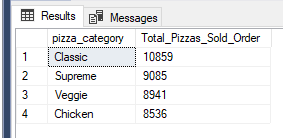 Results Messages
pizza_category Total_Pizzas_Sold_Order
1 Classic 10859
2 Supreme 9085
3 Veggie 8941
4 Chicken 8536